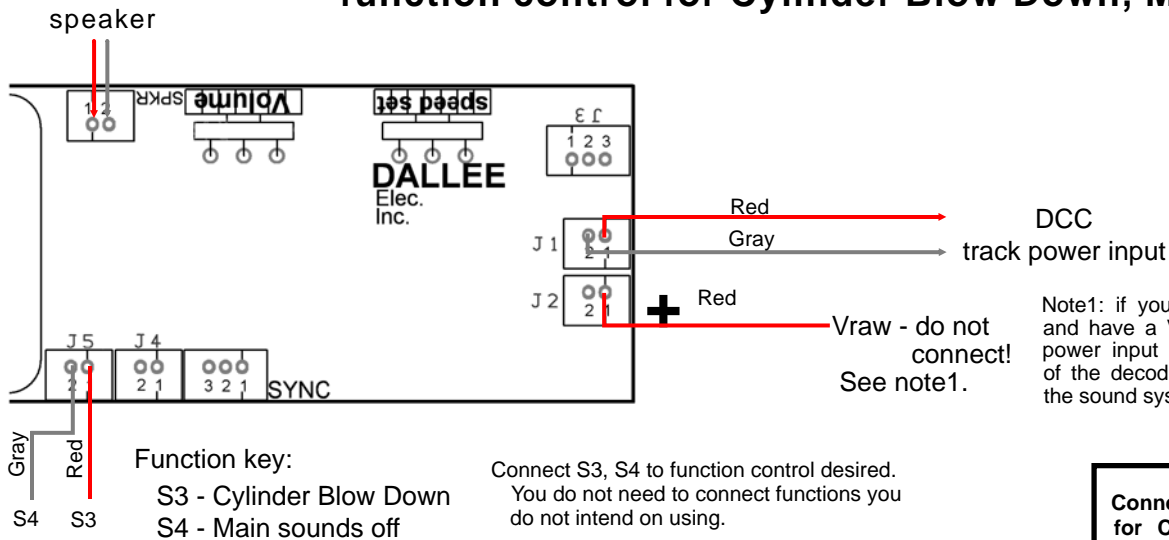 function control for Cylinder Blow Down, M
speaker
1 2
SPKR
Volume
speed set
J 3
1 2 3
DALLEE
Elec.
Inc.
J 1
2 1
Red
Gray
DCC
track power input
J 2
2 1
+
Red
Vraw - do not
connect!
See note1.
Note1: if you
and have a V
power input
of the decod
the sound sys
J 5
2 1
J 4
2 1
3 2 1
SYNC
Gray
Red
S4
S3
Function key:
S3 - Cylinder Blow Down
S4 - Main sounds off
Connect S3, S4 to function control desired.
You do not need to connect functions you
do not intend on using.
Conne
for C